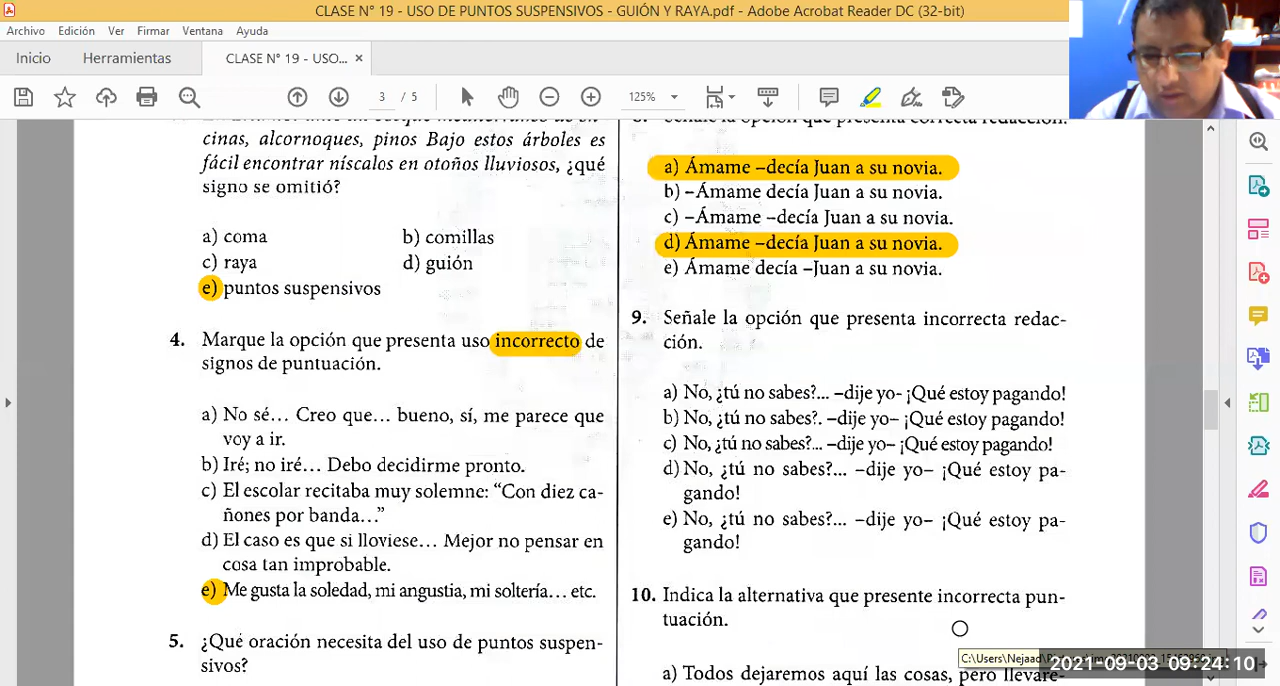 CLASE N° 19 - USO DE PUNTOS SUSPENSIVOS - GUIÓN Y RAYA.pdf - Adobe Acrobat Reader DC (32-bit)
Archivo Edición Ver Firmar Ventana Ayuda
Inicio Herramientas CLASE N° 19 - USO... ×
3 / 5 125%
cinas, alcornoques, pinos Bajo estos árboles es
fácil encontrar níscalos en otoños lluviosos, ¿qué
signo se omitió?
a) coma b) comillas
c) raya d) guión
e) puntos suspensivos
4. Marque la opción que presenta uso incorrecto de
signos de puntuación.
a) No sé... Creo que... bueno, sí, me parece que
voy a ir.
b) Iré; no iré... Debo decidirme pronto.
c) El escolar recitaba muy solemne: “Con diez ca-
ñones por banda...”
d) El caso es que si lloviese... Mejor no pensar en
cosa tan improbable.
e) Me gusta la soledad, mi angustia, mi soltería... etc.
5. ¿Qué oración necesita del uso de puntos suspen-
sivos?
8. Señale la opción que presenta correcta redacción.
a) Ámame –decía Juan a su novia.
b) –Ámame decía Juan a su novia.
c) –Ámame –decía Juan a su novia.
d) Ámame –decía Juan a su novia.
e) Ámame decía –Juan a su novia.
9. Señale la opción que presenta incorrecta redac-
ción.
a) No, ¿tú no sabes?... –dije yo- ¡Qué estoy pagando!
b) No, ¿tú no sabes?. –dije yo– ¡Qué estoy pagando!
c) No, ¿tú no sabes?... –dije yo– ¡Qué estoy pagando!
d) No, ¿tú no sabes?... –dije yo– ¡Qué estoy pa-
gando!
e) No, ¿tú no sabes?... –dije yo– ¡Qué estoy pa-
gando!
10. Indica la alternativa que presente incorrecta pun-
tuación.
a) Todos dejaremos aquí las cosas, pero llevare-
2021-09-03 09:24:10